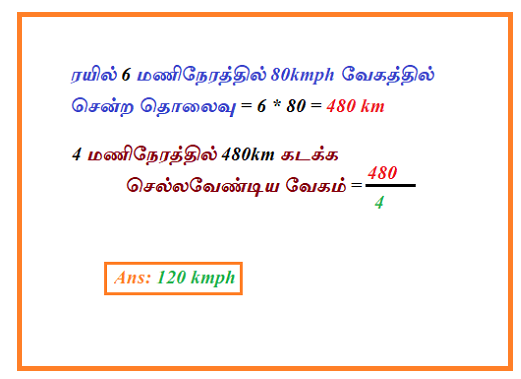 ரயில் 6 மணிநேரத்தில் 80kmph வேகத்தில்
சென்ற தொலைவு = 6 * 80 = 480 km
4 மணிநேரத்தில் 480km கடக்க
செல்லவேண்டிய வேகம் = 480
4
Ans: 120 kmph